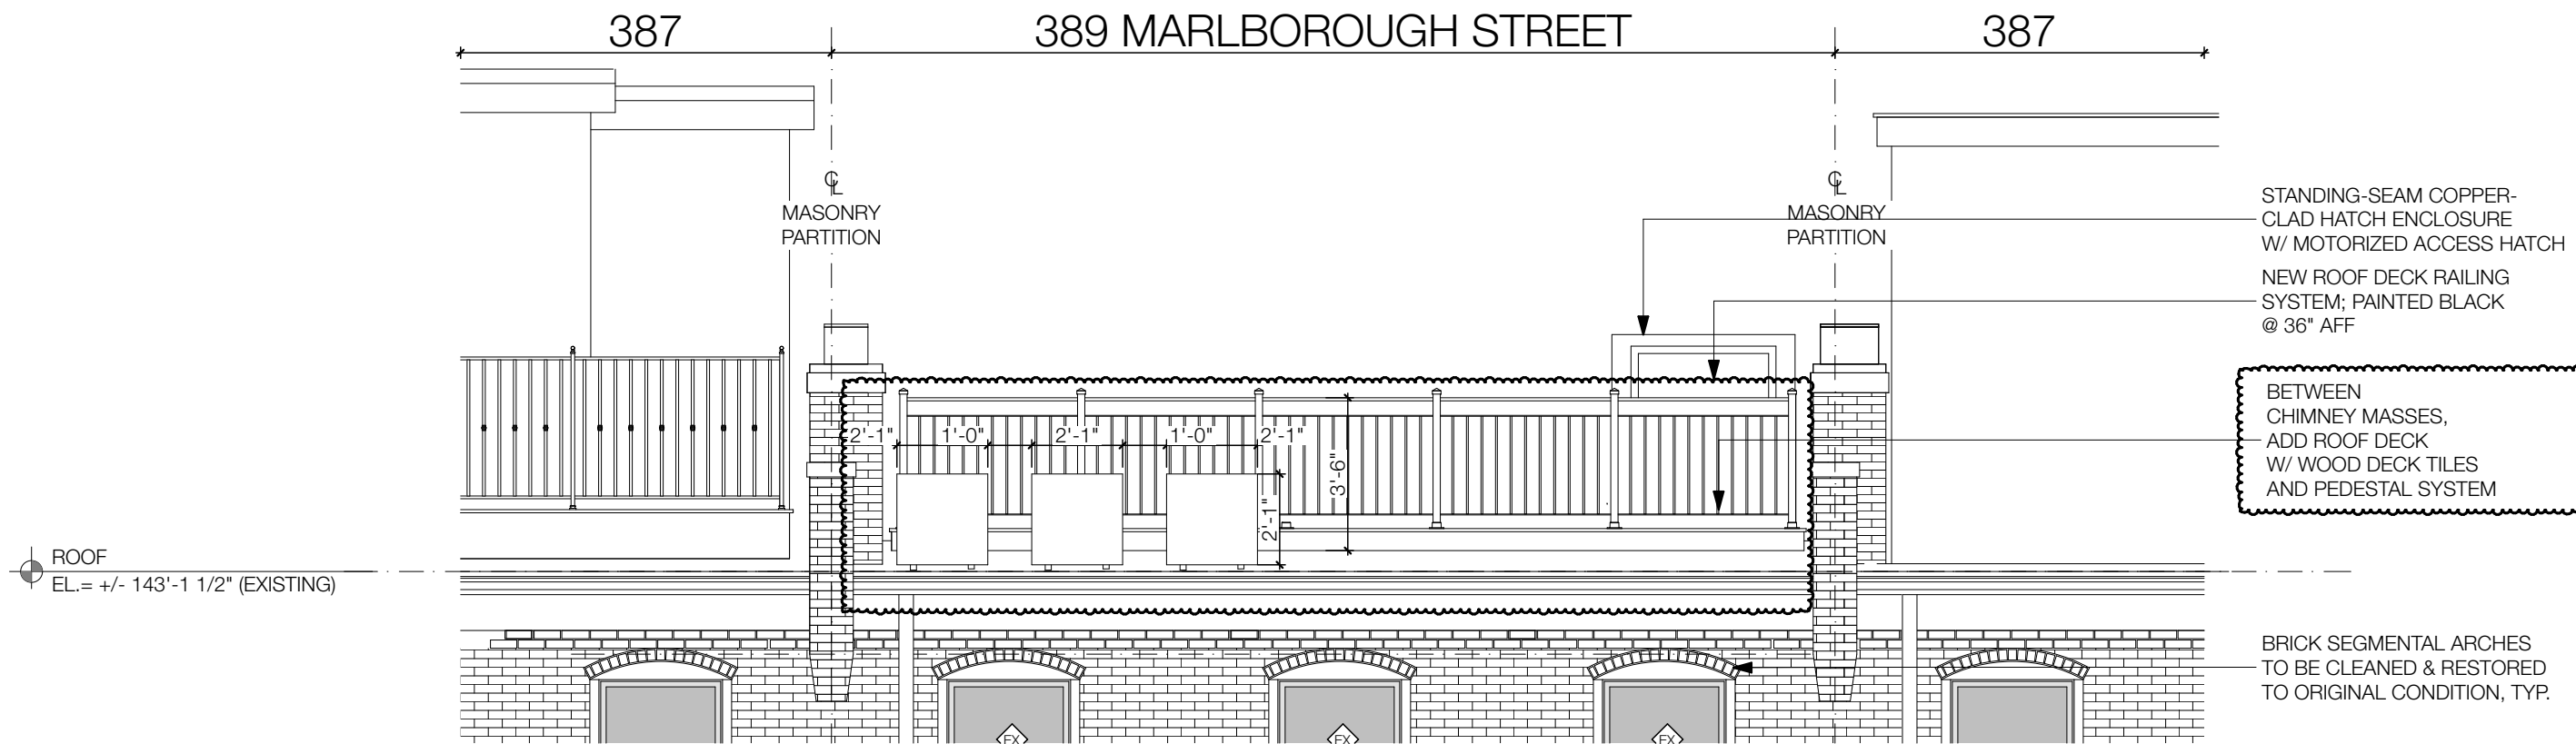 387
389 MARLBOROUGH STREET
387
CL
MASONRY
PARTITION
CL
MASONRY
PARTITION
STANDING-SEAM COPPER-
CLAD HATCH ENCLOSURE
W/ MOTORIZED ACCESS HATCH
NEW ROOF DECK RAILING
SYSTEM; PAINTED BLACK
@ 36" AFF
BETWEEN
CHIMNEY MASSES,
ADD ROOF DECK
W/ WOOD DECK TILES
AND PEDESTAL SYSTEM
2'-1"
1'-0"
2'-1"
1'-0"
2'-1"
3'-6"
2'-1"
ROOF
EL.= +/- 143'-1 1/2" (EXISTING)
BRICK SEGMENTAL ARCHES
TO BE CLEANED & RESTORED
TO ORIGINAL CONDITION, TYP.
EX
EX
EX